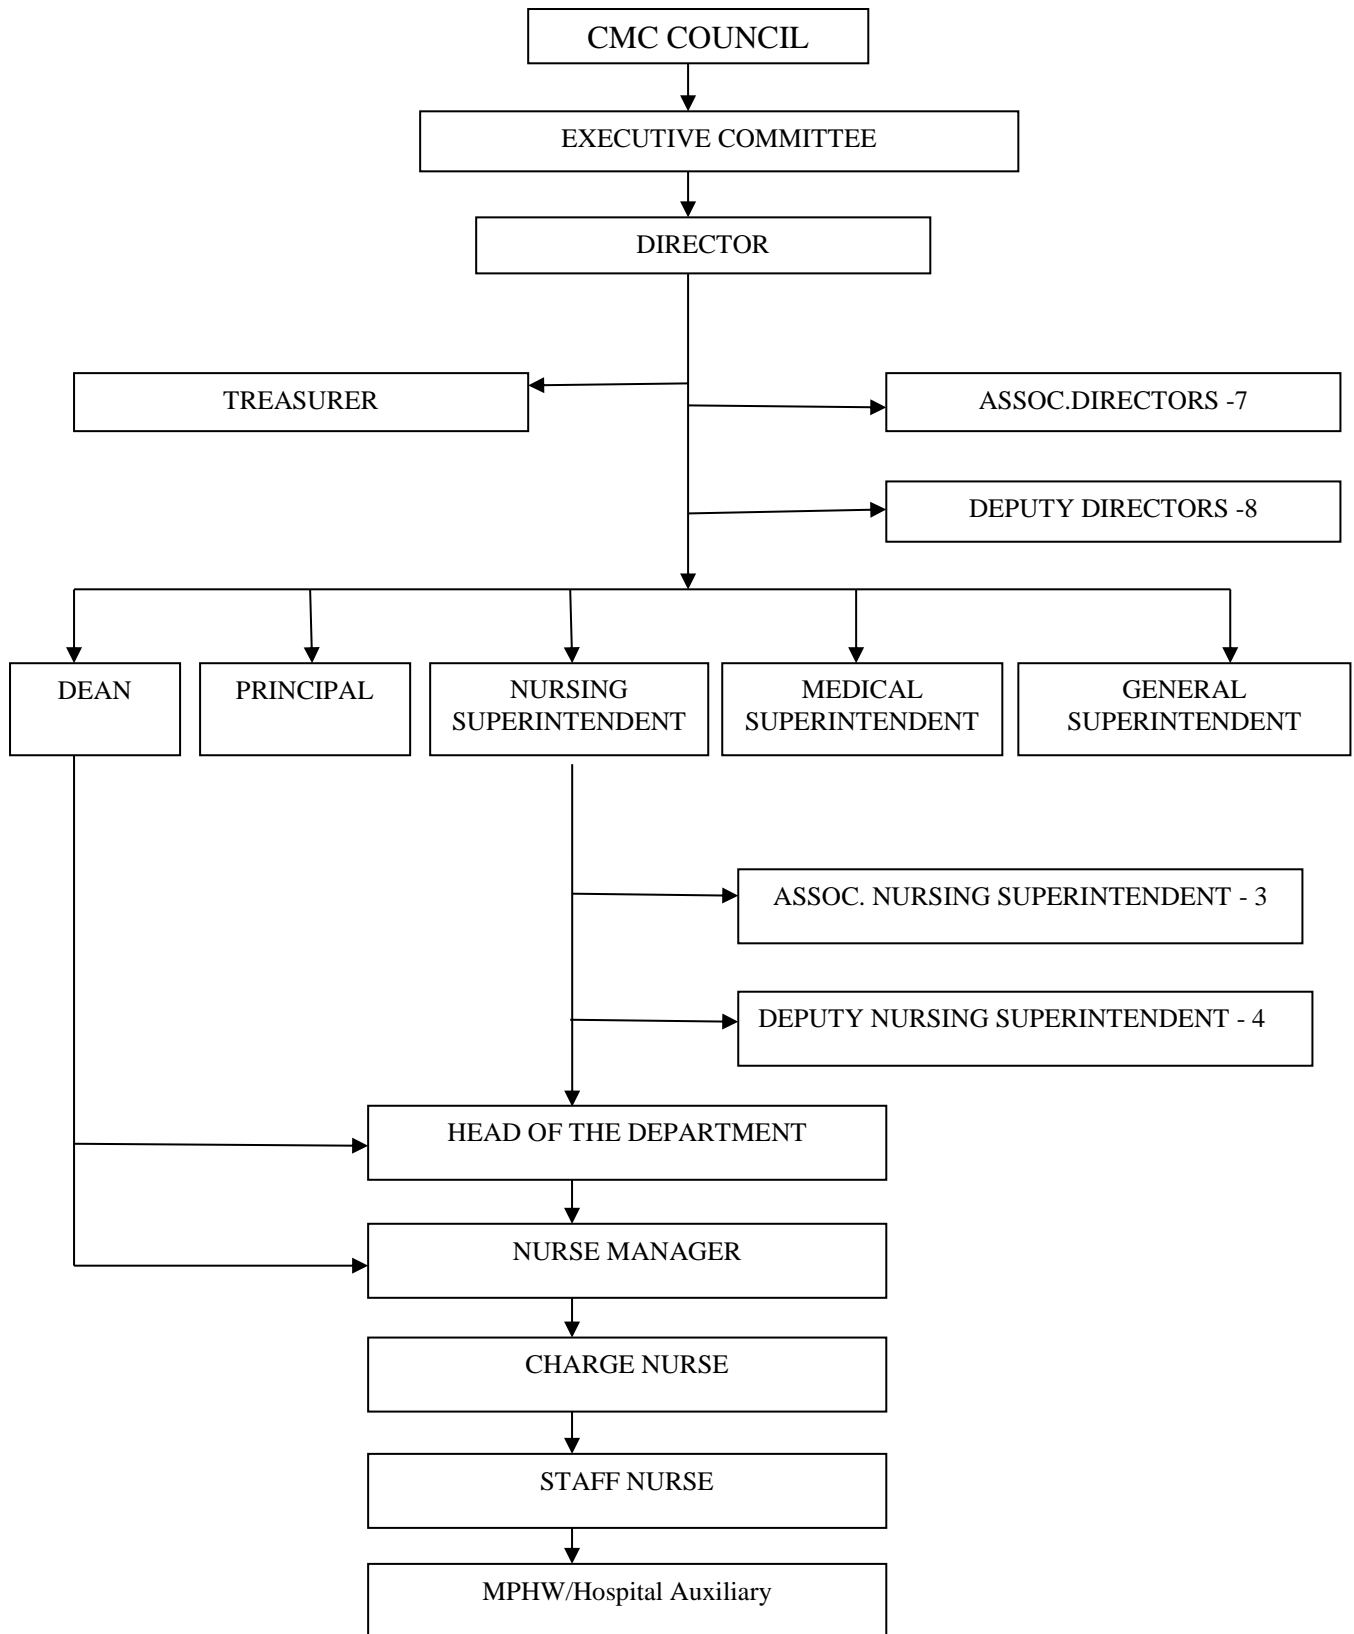 CMC COUNCIL
EXECUTIVE COMMITTEE
DIRECTOR
TREASURER
ASSOC.DIRECTORS -7
DEPUTY DIRECTORS -8
DEAN
PRINCIPAL
NURSING
SUPERINTENDENT
MEDICAL
SUPERINTENDENT
GENERAL
SUPERINTENDENT
ASSOC. NURSING SUPERINTENDENT - 3
DEPUTY NURSING SUPERINTENDENT - 4
HEAD OF THE DEPARTMENT
NURSE MANAGER
CHARGE NURSE
STAFF NURSE
MPHW/Hospital Auxiliary